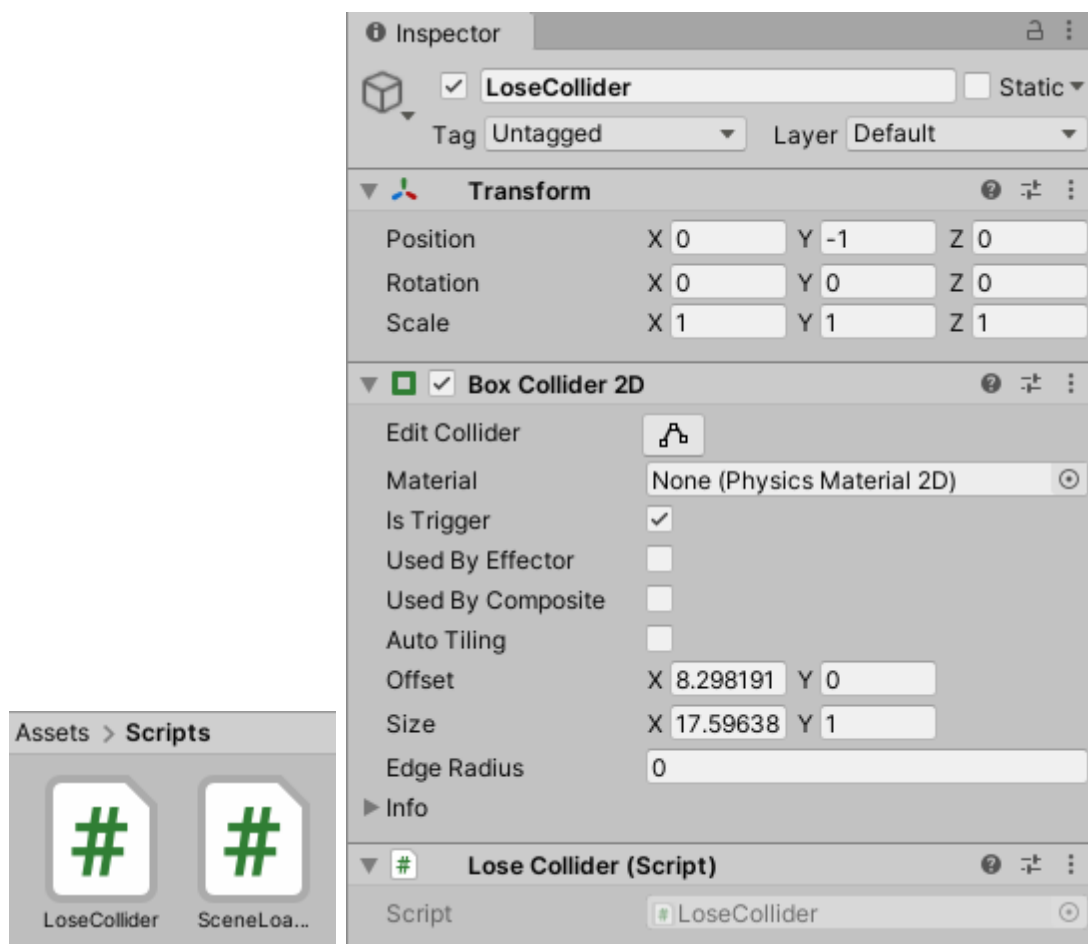 Inspector
LoseCollider
Static
Tag Untagged Layer Default
Transform
Position X 0 Y -1 Z 0
Rotation X 0 Y 0 Z 0
Scale X 1 Y 1 Z 1
Box Collider 2D
Edit Collider
Material None (Physics Material 2D)
Is Trigger
Used By Effector
Used By Composite
Auto Tiling
Offset X 8.298191 Y 0
Size X 17.59638 Y 1
Edge Radius 0
Info
Lose Collider (Script)
Script # LoseCollider
Assets > Scripts
# #
LoseCollider SceneLoa...